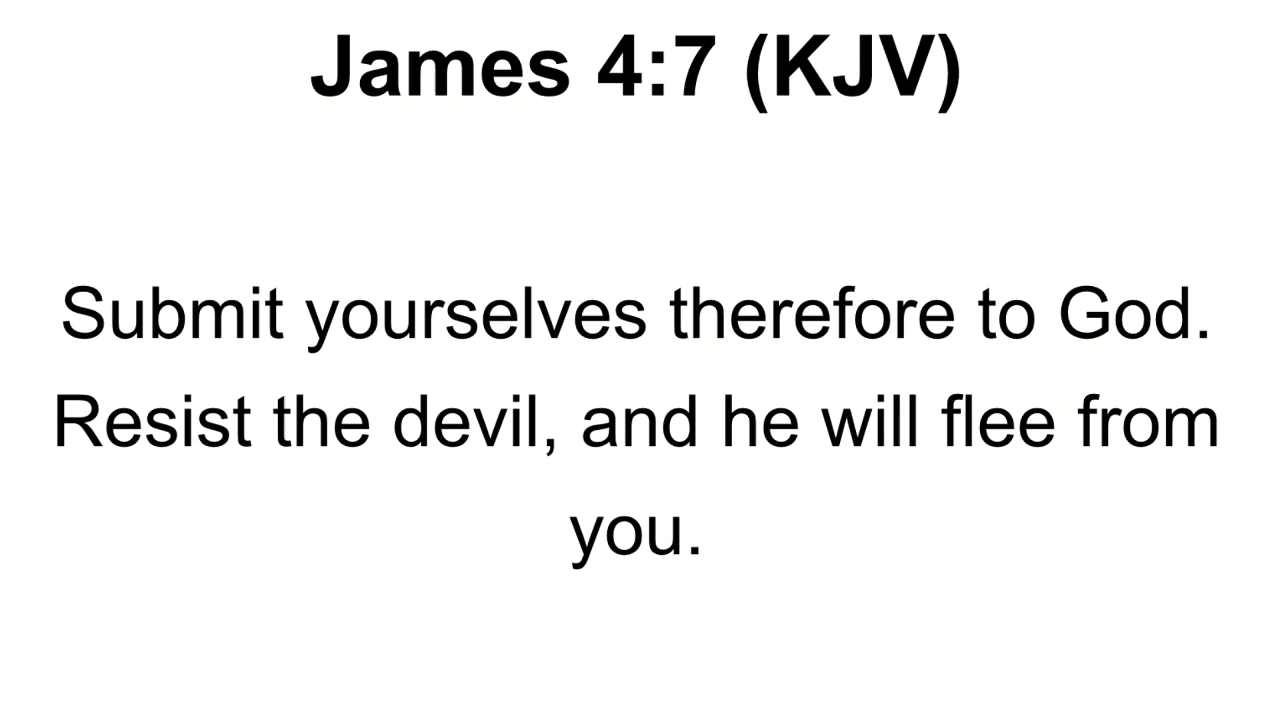 James 4:7 (KJV)
Submit yourselves therefore to God.
Resist the devil, and he will flee from
you.